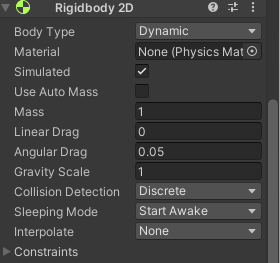 Rigidbody 2D
Body Type Dynamic
Material None (Physics Mat
Simulated
Use Auto Mass
Mass 1
Linear Drag 0
Angular Drag 0.05
Gravity Scale 1
Collision Detection Discrete
Sleeping Mode Start Awake
Interpolate None
Constraints